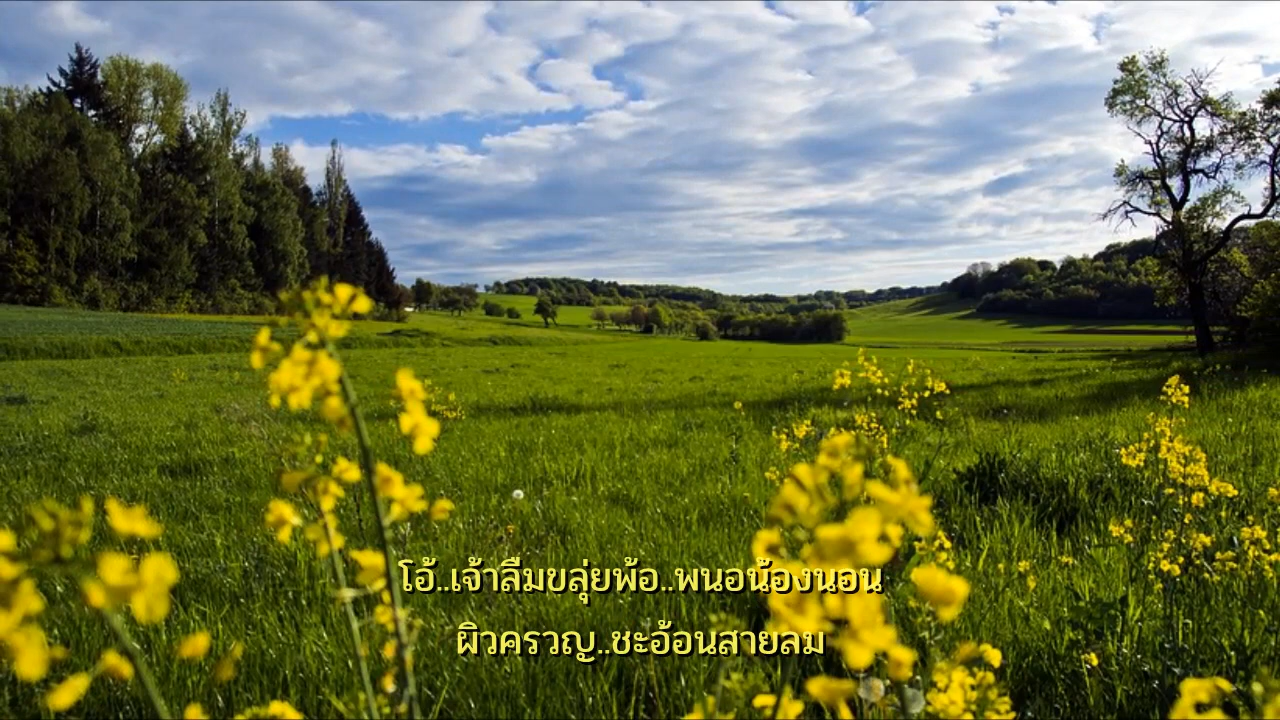 โอ้..เจ้าลืมขลุ่ยพ้อ..พนอน้องนอน
ผิวครวญ..ชะอ้อนสายลม